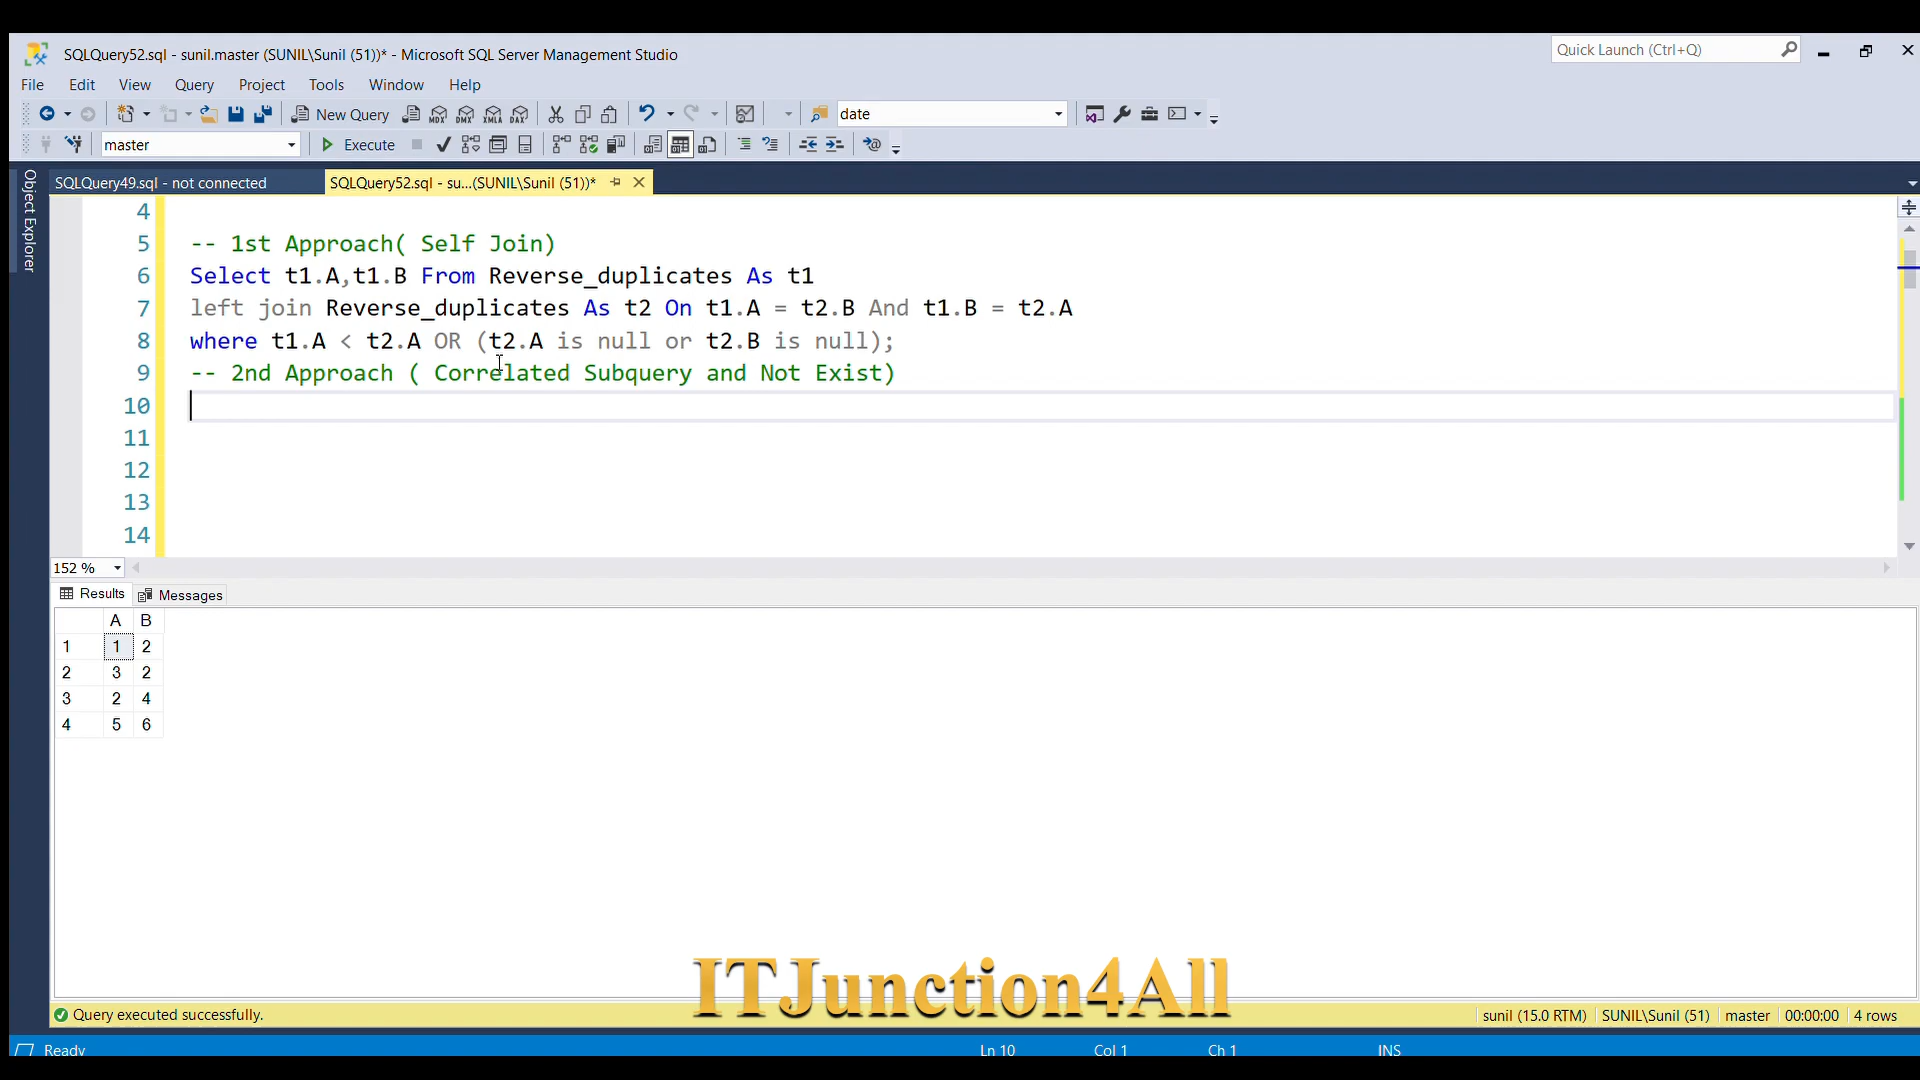 SQLQuery52.sql - sunil.master (SUNIL\Sunil (51))* - Microsoft SQL Server Management Studio
Quick Launch (Ctrl+Q)
File Edit View Query Project Tools Window Help
New Query MDX DMX XMLA DAX date
master Execute
Object Explorer
SQLQuery49.sql - not connected
SQLQuery52.sql - su...(SUNIL\Sunil (51))*
4
5 -- 1st Approach( Self Join)
6 Select t1.A,t1.B From Reverse_duplicates As t1
7 left join Reverse_duplicates As t2 On t1.A = t2.B And t1.B = t2.A
8 where t1.A < t2.A OR (t2.A is null or t2.B is null);
9 -- 2nd Approach ( Correlated Subquery and Not Exist)
10
11
12
13
14
152 %
Results Messages
A B
1 1 2
2 3 2
3 2 4
4 5 6
ITJunction4All
Query executed successfully.
sunil (15.0 RTM) SUNIL\Sunil (51) master 00:00:00 4 rows
Ready Ln 10 Col 1 Ch 1 INS